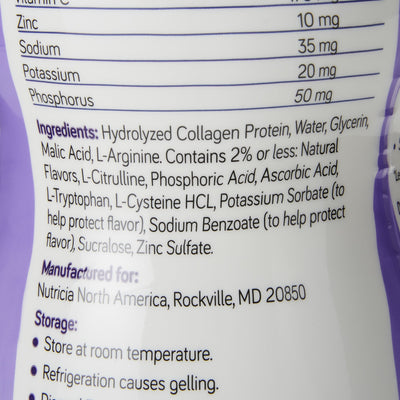 Vitamin C
Zinc 10 mg
Sodium 35 mg
Potassium 20 mg
Phosphorus 50 mg
Ingredients: Hydrolyzed Collagen Protein, Water, Glycerin,
Malic Acid, L-Arginine. Contains 2% or less: Natural
Flavors, L-Citrulline, Phosphoric Acid, Ascorbic Acid,
L-Tryptophan, L-Cysteine HCL, Potassium Sorbate (to
help protect flavor), Sodium Benzoate (to help protect
flavor), Sucralose, Zinc Sulfate.
Manufactured for:
Nutricia North America, Rockville, MD 20850
Storage:
• Store at room temperature.
• Refrigeration causes gelling.